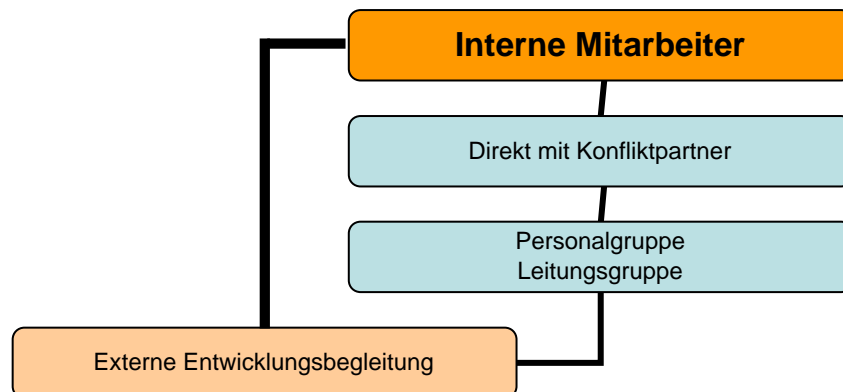 Interne Mitarbeiter
Direkt mit Konfliktpartner
Personalgruppe
Leitungsgruppe
Externe Entwicklungsbegleitung